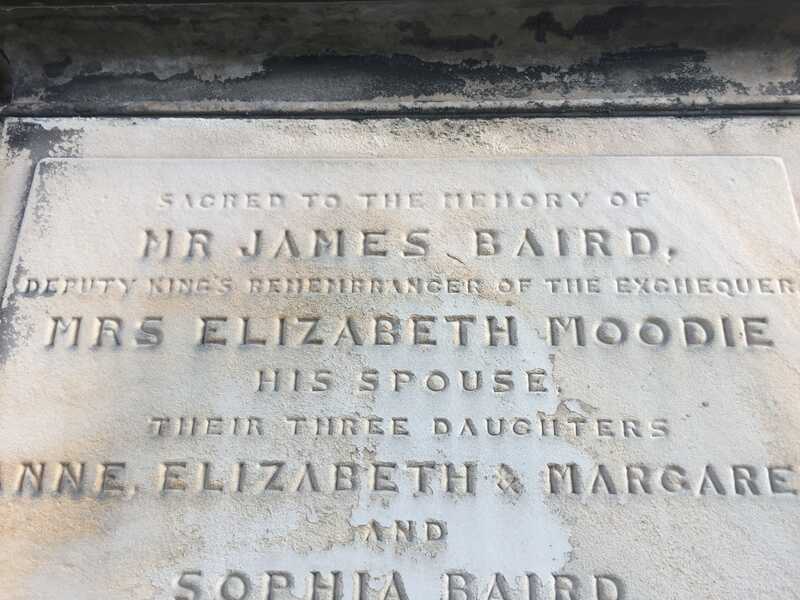 SACRED TO THE MEMORY OF
MR JAMES BAIRD,
DEPUTY KING'S REMEMBRANCER OF THE EXCHEQUER
MRS ELIZABETH MOODIE
HIS SPOUSE,
THEIR THREE DAUGHTERS
ANNE, ELIZABETH & MARGARE
AND
SOPHIA BAIRD